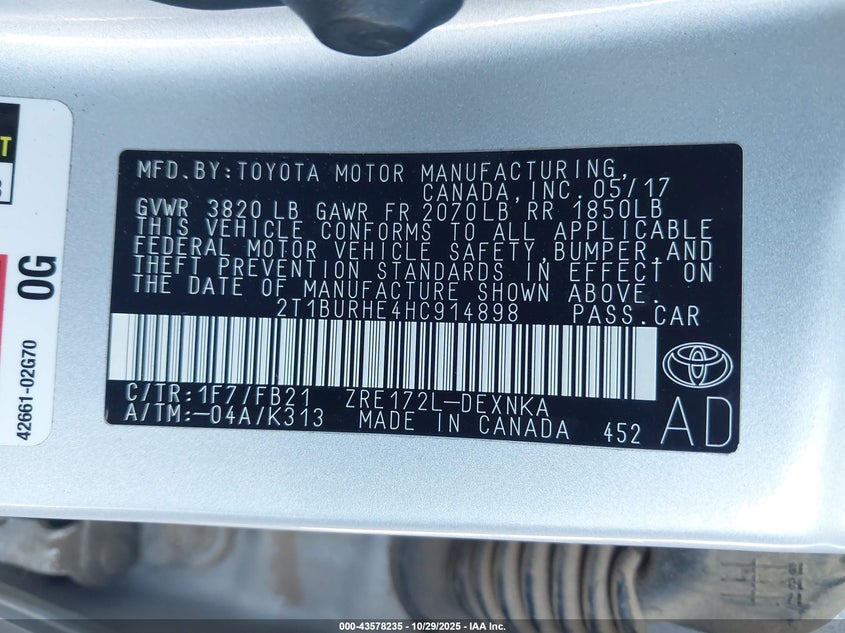 MFD.BY:TOYOTA MOTOR MANUFACTURING,
CANADA,INC.05/17
GVWR 3820 LB GAWR FR 2070LB RR 1850LB
THIS VEHICLE CONFORMS TO ALL APPLICABLE
FEDERAL MOTOR VEHICLE SAFETY,BUMPER,AND
THEFT PREVENTION STANDARDS IN EFFECT ON
THE DATE OF MANUFACTURE SHOWN ABOVE.
2T1BURHE4HC914898 PASS.CAR
C/TR:1F7/FB21 ZRE172L-DEXNKA
A/TM:-04A/K313 MADE IN CANADA 452
AD
0G
42661-02G70
000-43578235 - 10/29/2025 - IAA Inc.